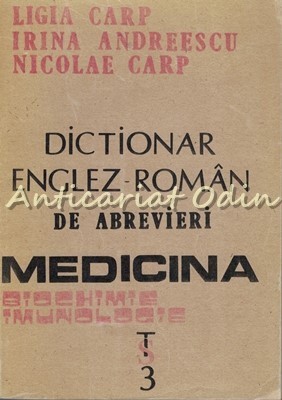 LIGIA CARP
IRINA ANDREESCU
NICOLAE CARP
DICTIONAR
ENGLEZ-ROMÂN
Anticariat Odin
DE ABREVIERI
MEDICINA
BIOCHIMIE
IMUNOLOGIE
T
S
3